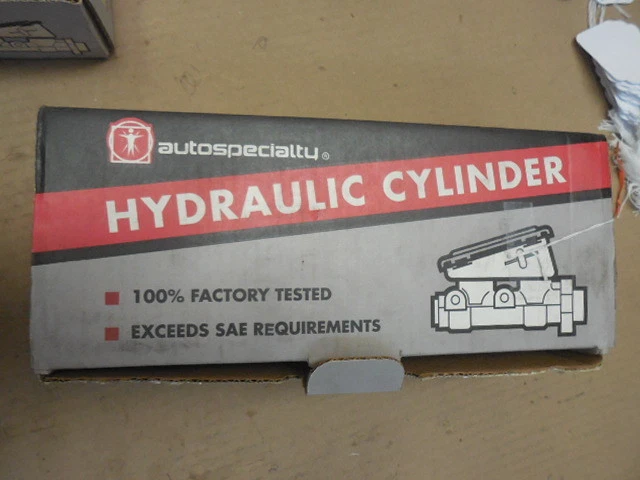 autospecialty®
HYDRAULIC CYLINDER
100% FACTORY TESTED
EXCEEDS SAE REQUIREMENTS